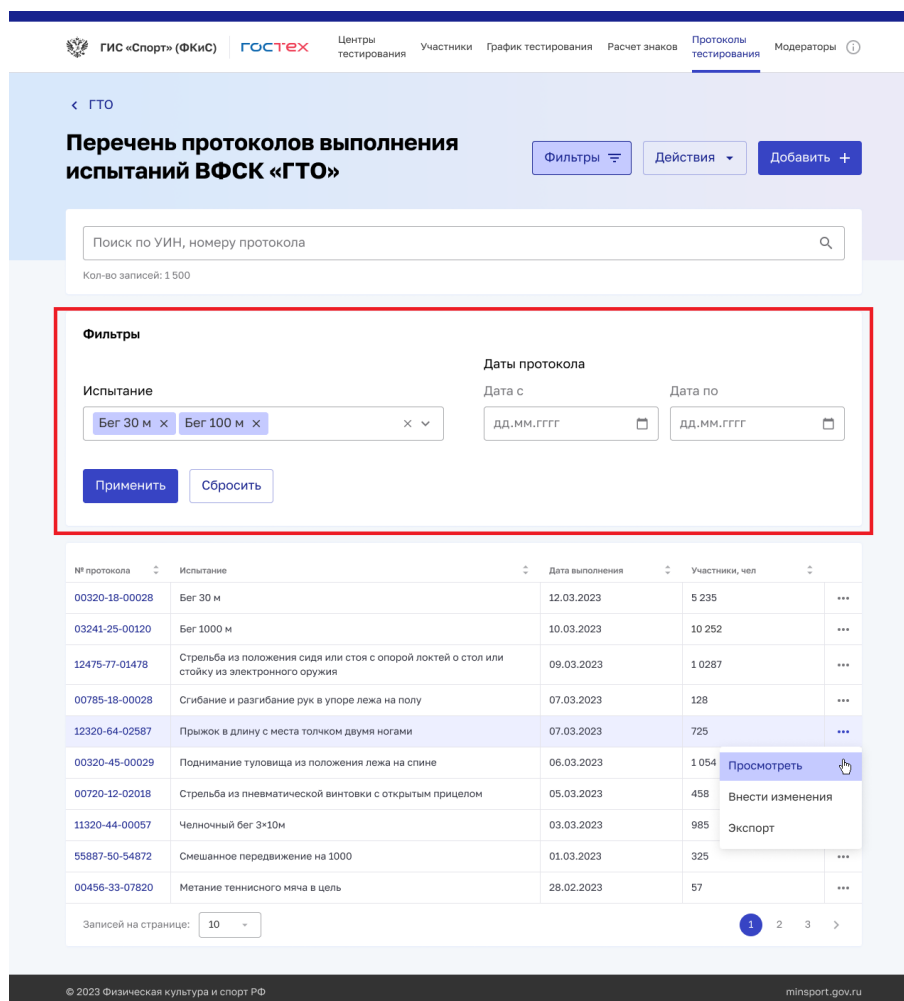 ГИС «Спорт» (ФКиС)
ГОСТЕХ
Центры
тестирования
Участники
График тестирования
Расчет знаков
Протоколы
тестирования
Модераторы
ГТО
Перечень протоколов выполнения
испытаний ВФСК «ГТО»
Фильтры
Действия
Добавить +
Поиск по УИН, номеру протокола
Кол-во записей: 1 500
Фильтры
Даты протокола
Испытание
Дата с
Дата по
Бег 30 м × Бег 100 м ×
дд.мм.гггг
дд.мм.гггг
Применить
Сбросить
№ протокола Испытание Дата выполнения Участники, чел
00320-18-00028 Бег 30 м 12.03.2023 5 235
03241-25-00120 Бег 1000 м 10.03.2023 10 252
12475-77-01478 Стрельба из положения сидя или стоя с опорой локтей о стол или
стойку из электронного оружия 09.03.2023 1 0287
00785-18-00028 Сгибание и разгибание рук в упоре лежа на полу 07.03.2023 128
12320-64-02587 Прыжок в длину с места толчком двумя ногами 07.03.2023 725
00320-45-00029 Поднимание туловища из положения лежа на спине 06.03.2023 1 054
Просмотреть
00720-12-02018 Стрельба из пневматической винтовки с открытым прицелом 05.03.2023 458
Внести изменения
11320-44-00057 Челночный бег 3×10м 03.03.2023 985
Экспорт
55887-50-54872 Смешанное передвижение на 1000 01.03.2023 325
00456-33-07820 Метание теннисного мяча в цель 28.02.2023 57
Записей на странице: 10
1 2 3
© 2023 Физическая культура и спорт РФ
minsport.gov.ru